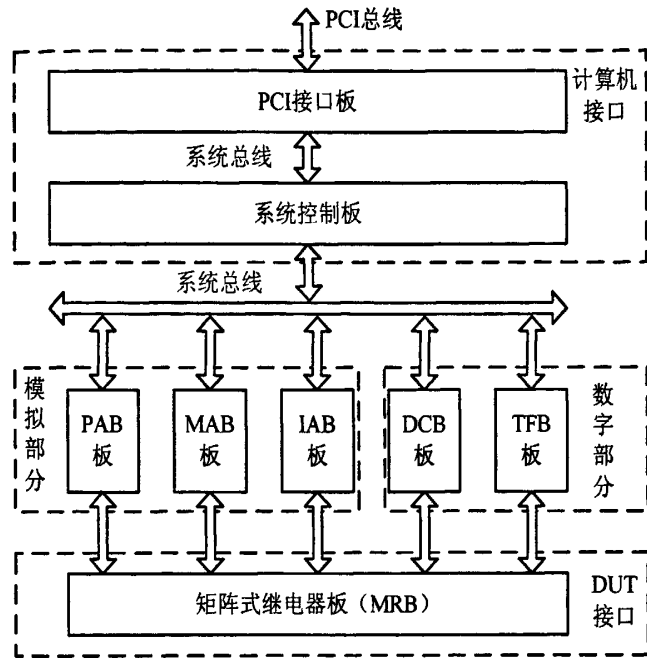 PCI总线
计算机
接口
PCI接口板
系统总线
系统控制板
系统总线
模拟部分
PAB
板
MAB
板
IAB
板
DCB
板
TFB
板
数字部分
矩阵式继电器板（MRB）
DUT
接口